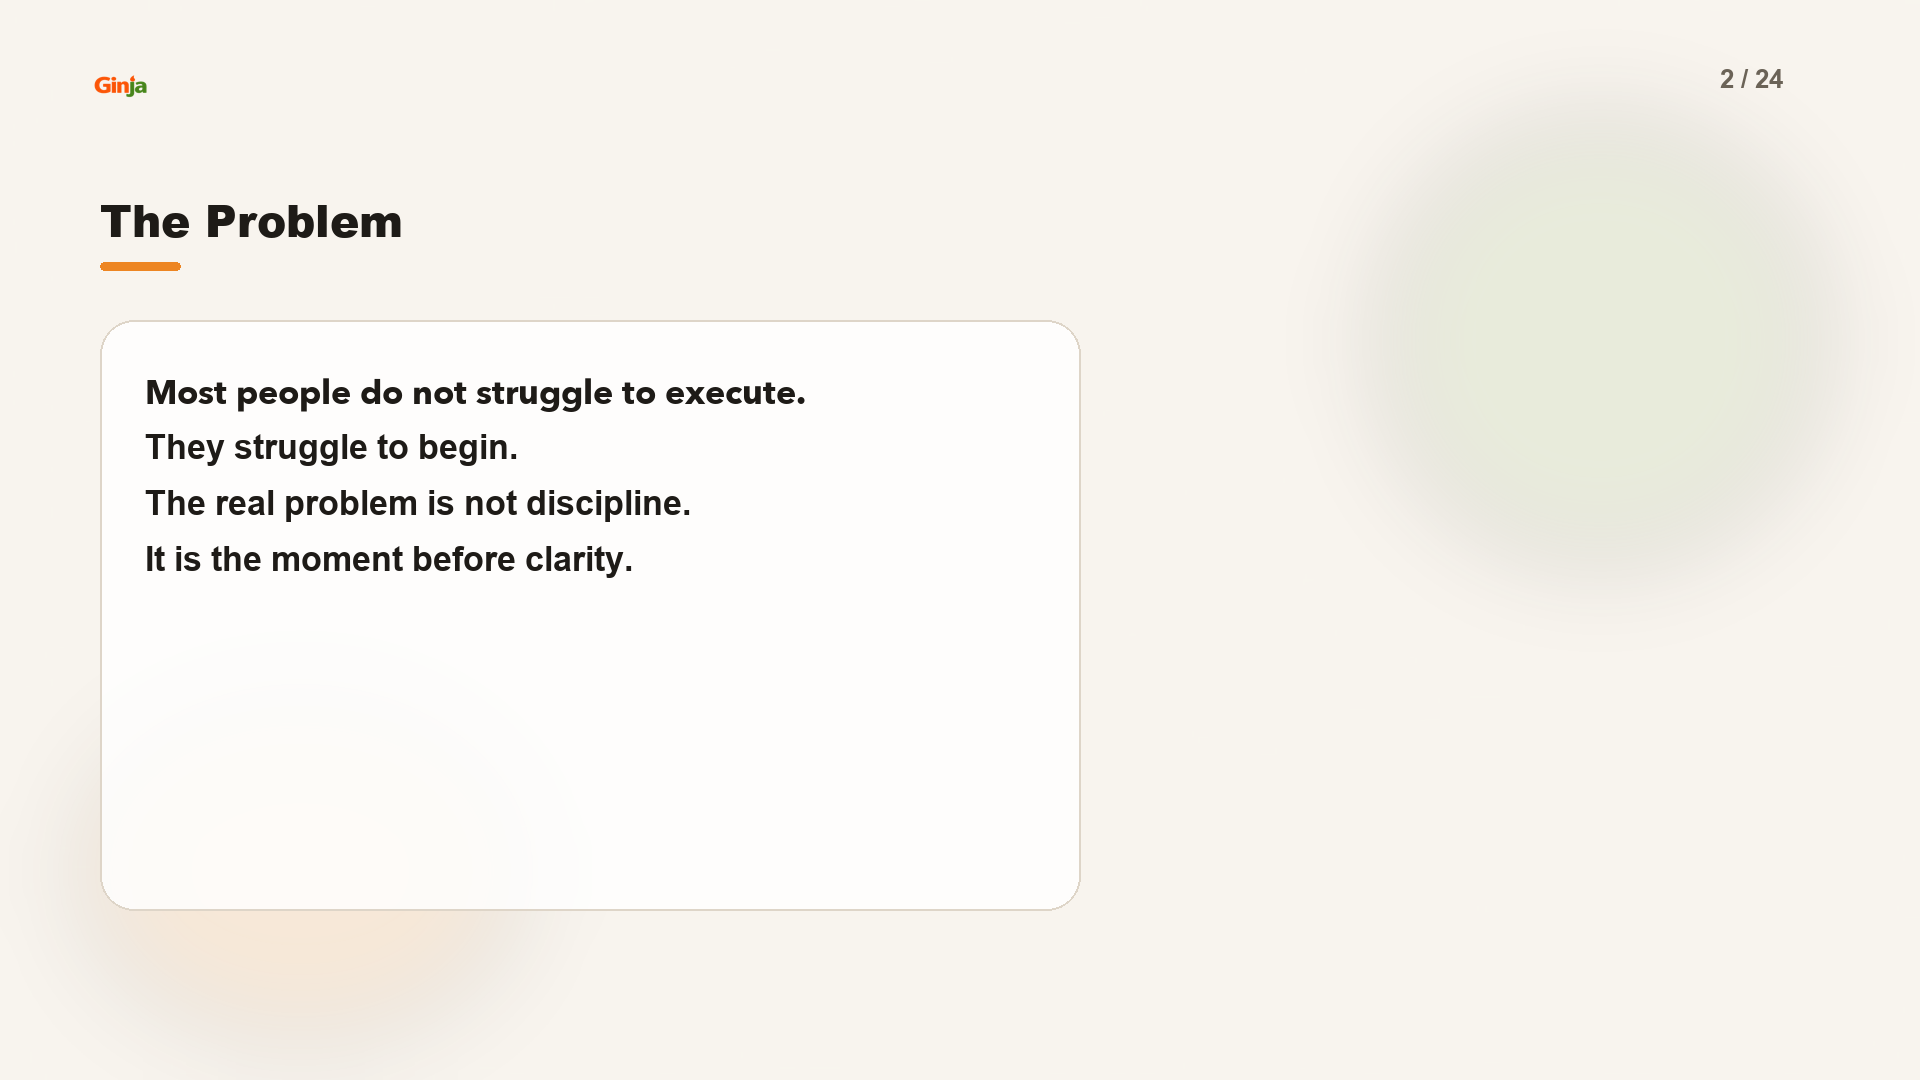 Ginja
2 / 24
The Problem
Most people do not struggle to execute.
They struggle to begin.
The real problem is not discipline.
It is the moment before clarity.